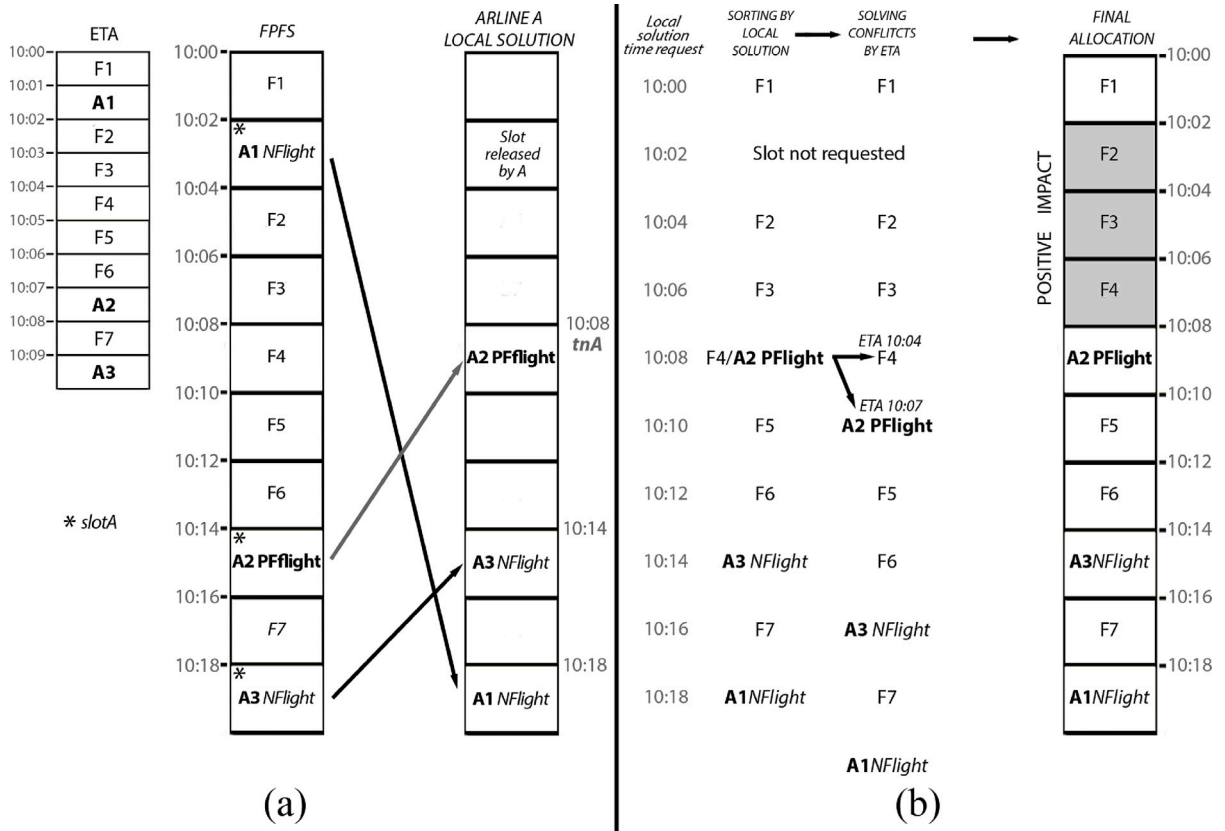 ETA
10:00
F1
10:01
A1
10:02
F2
10:03
F3
10:04
F4
10:05
F5
10:06
F6
10:07
A2
10:08
F7
10:09
A3
* slotA
FPFS
10:00
F1
10:02
*
A1 NFlight
10:04
F2
10:06
F3
10:08
F4
10:10
F5
10:12
F6
10:14
*
A2 PFflight
10:16
F7
10:18
*
A3 NFlight
ARLINE A
LOCAL SOLUTION
Slot
released
by A
10:08
tnA
A2 PFflight
10:14
A3 NFlight
10:18
A1 NFlight
(a)
Local
solution
time request
SORTING BY
LOCAL
SOLUTION
SOLVING
CONFLITCTS
BY ETA
10:00 F1 F1
10:02 Slot not requested
10:04 F2 F2
10:06 F3 F3
ETA 10:04
10:08 F4/A2 PFlight F4
ETA 10:07
10:10 F5 A2 PFlight
10:12 F6 F5
10:14 A3 NFlight F6
10:16 F7 A3 NFlight
10:18 A1NFlight F7
A1NFlight
POSITIVE IMPACT
FINAL
ALLOCATION
10:00
F1
10:02
F2
10:04
F3
10:06
F4
10:08
A2 PFlight
10:10
F5
10:12
F6
10:14
A3NFlight
10:16
F7
10:18
A1NFlight
(b)